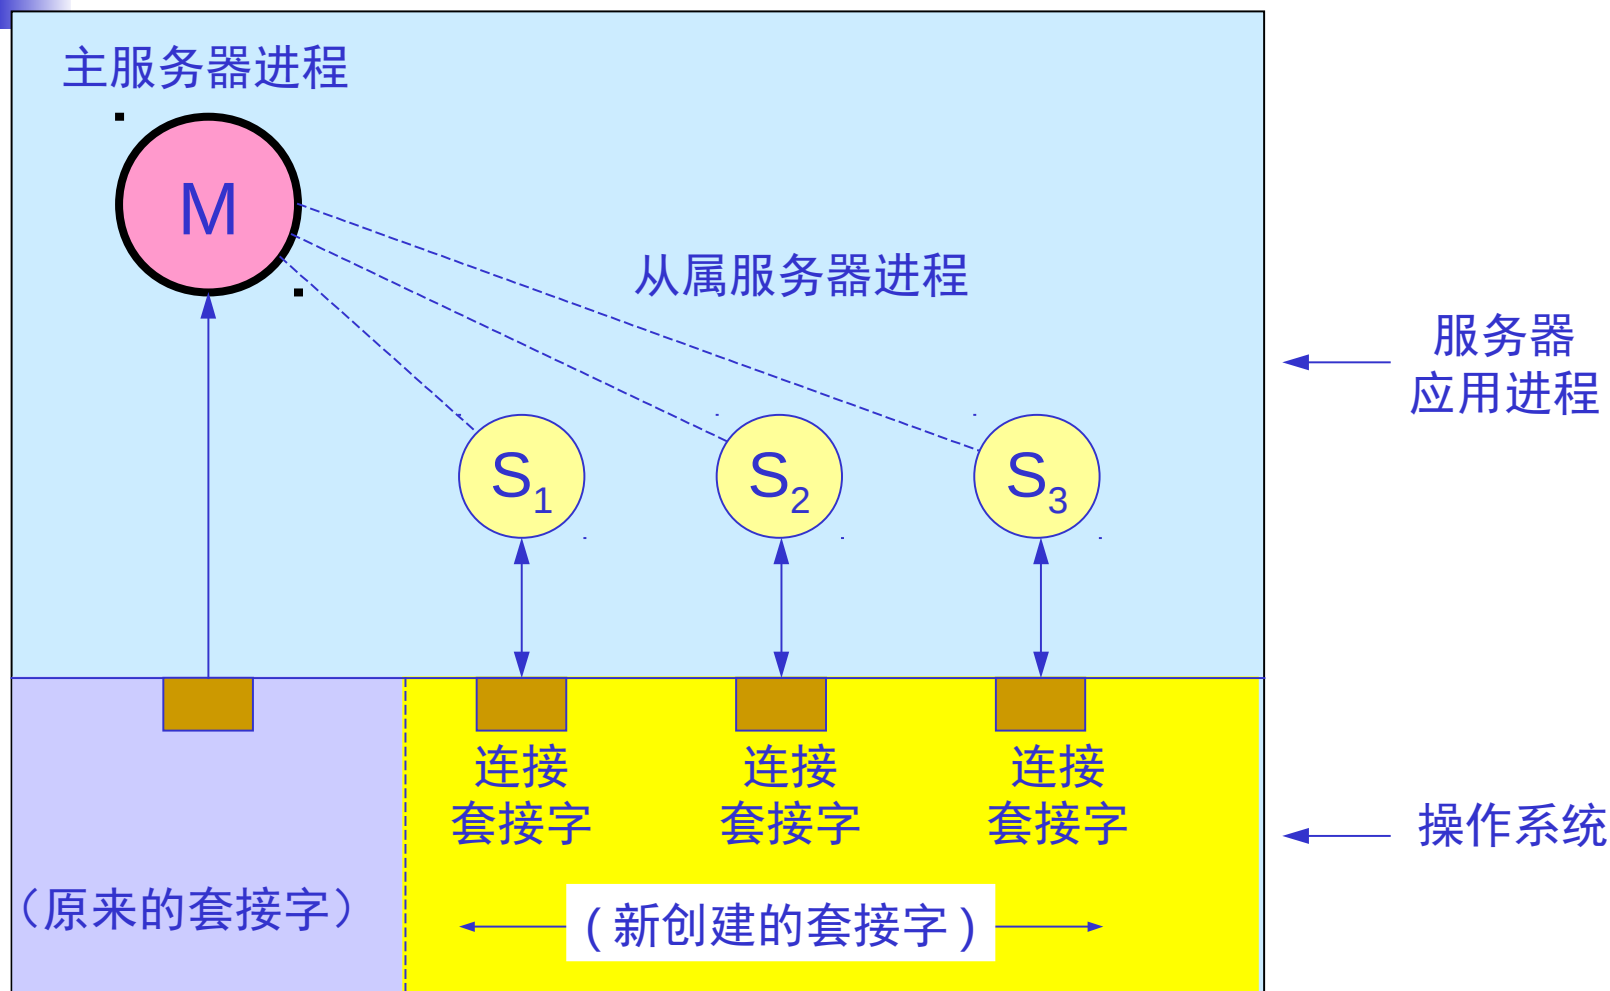 主服务器进程
M
从属服务器进程
服务器
应用进程
S1
S2
S3
连接
套接字
连接
套接字
连接
套接字
操作系统
（原来的套接字）
( 新创建的套接字 )